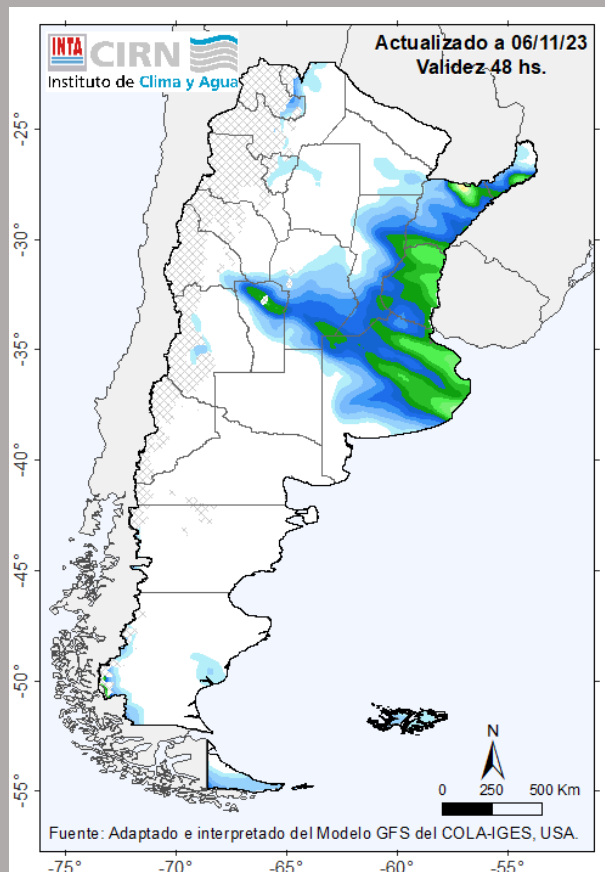 INTA CIRN
Instituto de Clima y Agua
Actualizado a 06/11/23
Validez 48 hs.
-25°
-30°
-35°
-40°
-45°
-50°
-55°
N
0 250 500 Km
Fuente: Adaptado e interpretado del Modelo GFS del COLA-IGES, USA.
-75° -70° -65° -60° -55°